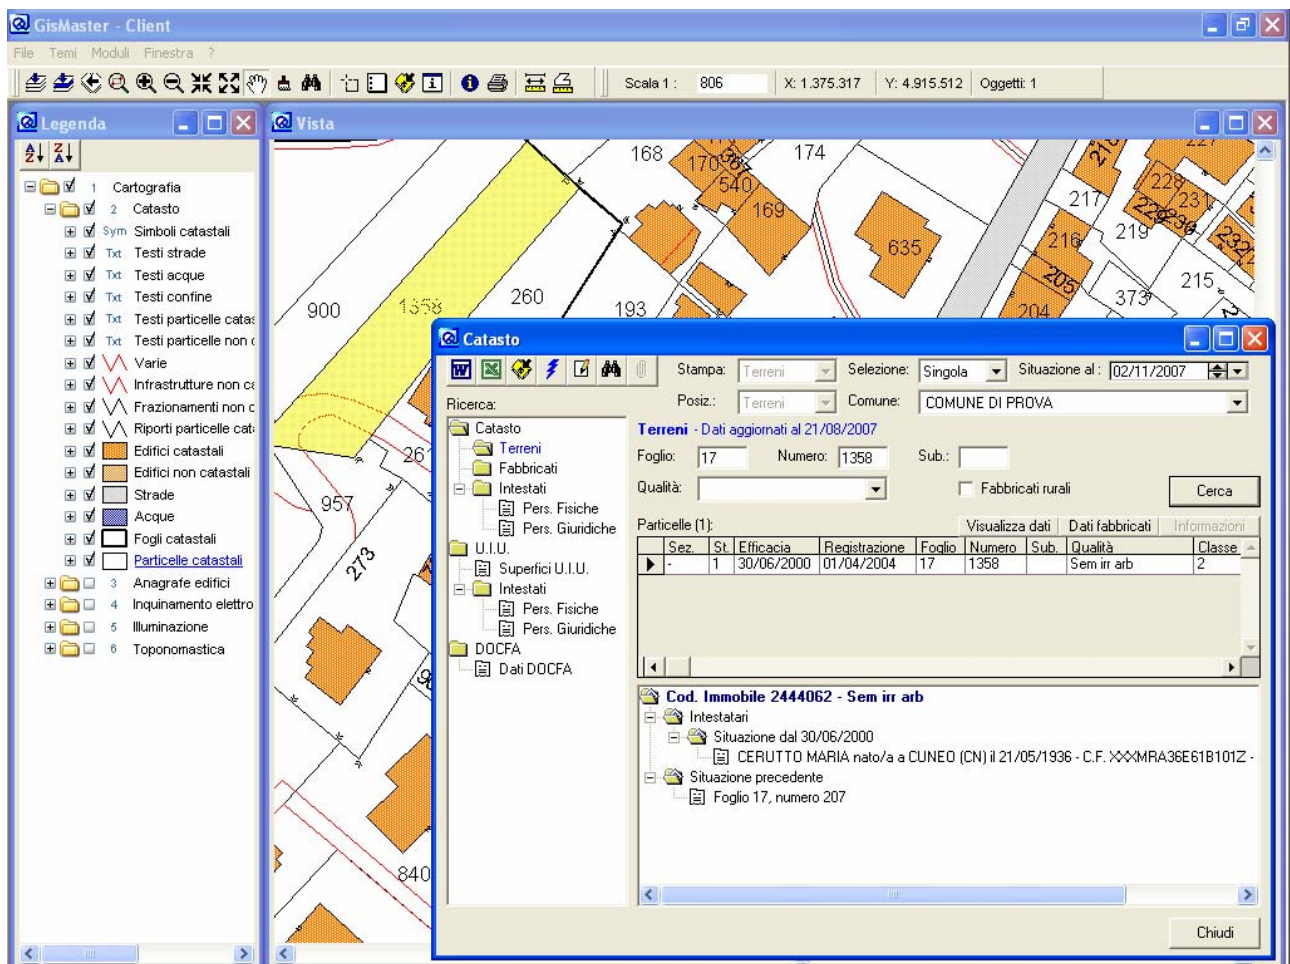 GisMaster - Client
File Temi Moduli Finestra ?
Scala 1 : 806 X: 1.375.317 Y: 4.915.512 Oggetti: 1
Legenda
1 Cartografia
2 Catasto
Sym Simboli catastali
Txt Testi strade
Txt Testi acque
Txt Testi confine
Txt Testi particelle catas
Txt Testi particelle non c
Varie
Infrastrutture non ca
Frazionamenti non c
Riporti particelle cata
Edifici catastali
Edifici non catastali
Strade
Acque
Fogli catastali
Particelle catastali
3 Anagrafe edifici
4 Inquinamento elettro
5 Illuminazione
6 Toponomastica
Vista
168
170
540
169
174
635
900
1358
260
193
217
216
205
204
219
373
215
227
228
231
229
230
232
261
957
273
840
Catasto
Stampa: Terreni Selezione: Singola Situazione al : 02/11/2007
Posiz.: Terreni Comune: COMUNE DI PROVA
Ricerca:
Catasto
Terreni
Fabbricati
Intestati
Pers. Fisiche
Pers. Giuridiche
U.I.U.
Superfici U.I.U.
Intestati
Pers. Fisiche
Pers. Giuridiche
DOCFA
Dati DOCFA
Terreni - Dati aggiornati al 21/08/2007
Foglio: 17 Numero: 1358 Sub.:
Qualità: Fabbricati rurali Cerca
Particelle (1): Visualizza dati Dati fabbricati Informazioni
Sez. St. Efficacia Registrazione Foglio Numero Sub. Qualità Classe
- 1 30/06/2000 01/04/2004 17 1358 Sem irr arb 2
Cod. Immobile 2444062 - Sem irr arb
Intestatari
Situazione dal 30/06/2000
CERUTTO MARIA nato/a a CUNEO (CN) il 21/05/1936 - C.F. XXXMRA36E61B101Z -
Situazione precedente
Foglio 17, numero 207
Chiudi